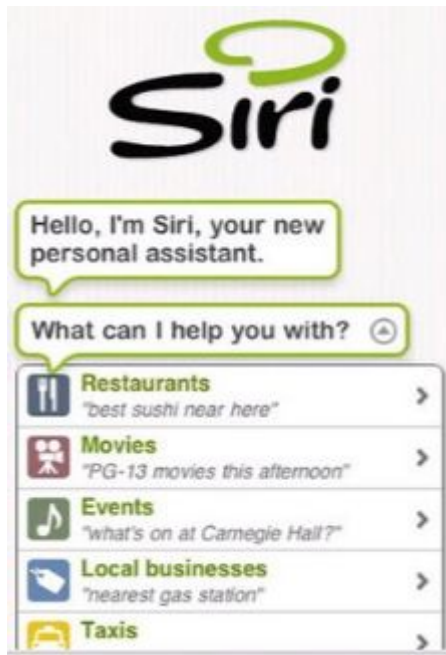 Siri
Hello, I'm Siri, your new
personal assistant.
What can I help you with?
Restaurants
"best sushi near here"
Movies
"PG-13 movies this afternoon"
Events
"what's on at Carnegie Hall?"
Local businesses
"nearest gas station"
Taxis